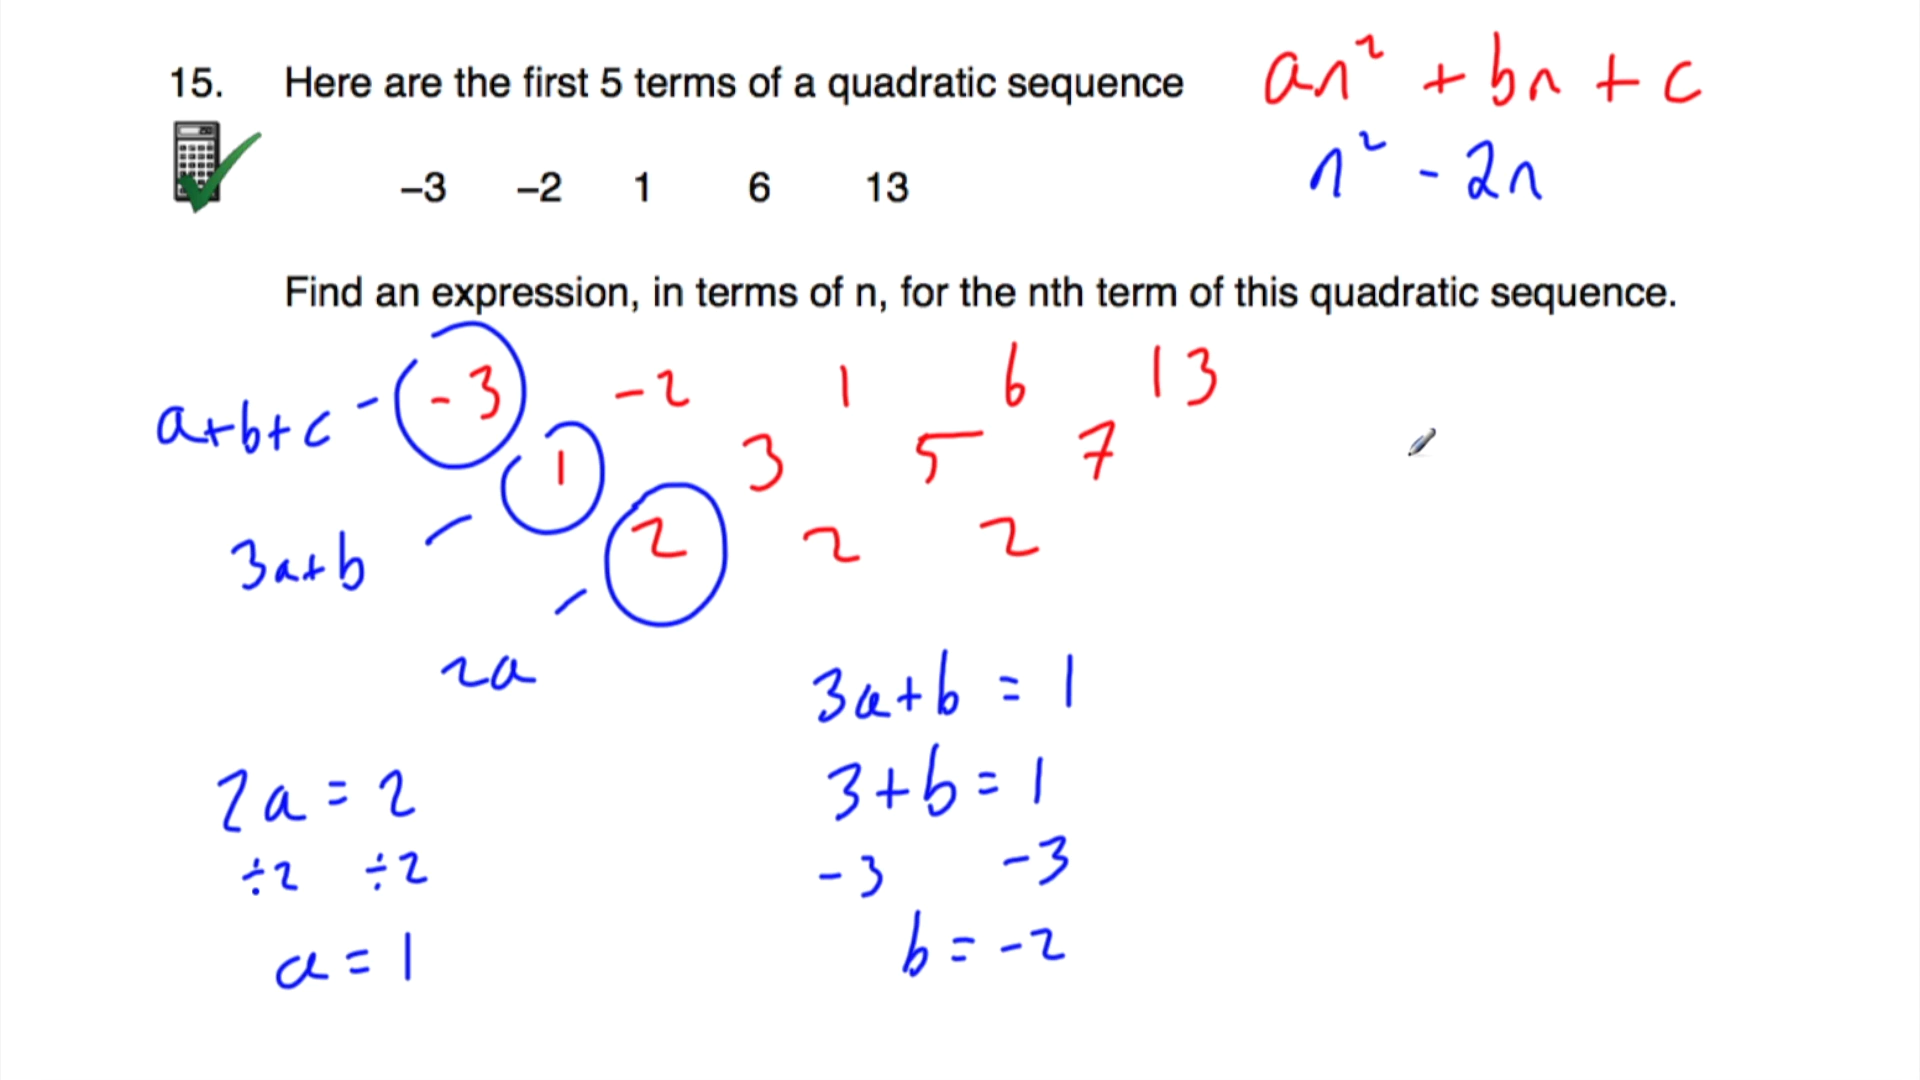 15. Here are the first 5 terms of a quadratic sequence
an² + bn + c
n² - 2n
−3 −2 1 6 13
Find an expression, in terms of n, for the nth term of this quadratic sequence.
a+b+c - -3 -2 1 6 13
1 3 5 7
3a+b 2 2 2
2a
2a = 2
÷2 ÷2
a = 1
3a+b = 1
3+b = 1
-3 -3
b = -2